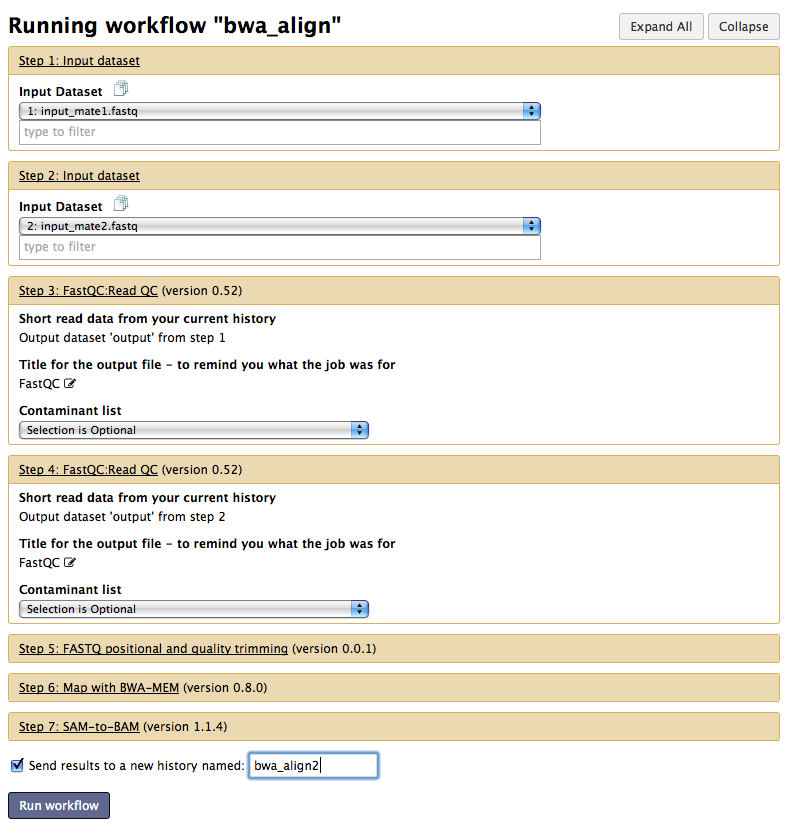 Running workflow "bwa_align"
Expand All
Collapse
Step 1: Input dataset
Input Dataset
1: input_mate1.fastq
type to filter
Step 2: Input dataset
Input Dataset
2: input_mate2.fastq
type to filter
Step 3: FastQC:Read QC (version 0.52)
Short read data from your current history
Output dataset 'output' from step 1
Title for the output file - to remind you what the job was for
FastQC
Contaminant list
Selection is Optional
Step 4: FastQC:Read QC (version 0.52)
Short read data from your current history
Output dataset 'output' from step 2
Title for the output file - to remind you what the job was for
FastQC
Contaminant list
Selection is Optional
Step 5: FASTQ positional and quality trimming (version 0.0.1)
Step 6: Map with BWA-MEM (version 0.8.0)
Step 7: SAM-to-BAM (version 1.1.4)
Send results to a new history named: bwa_align2
Run workflow